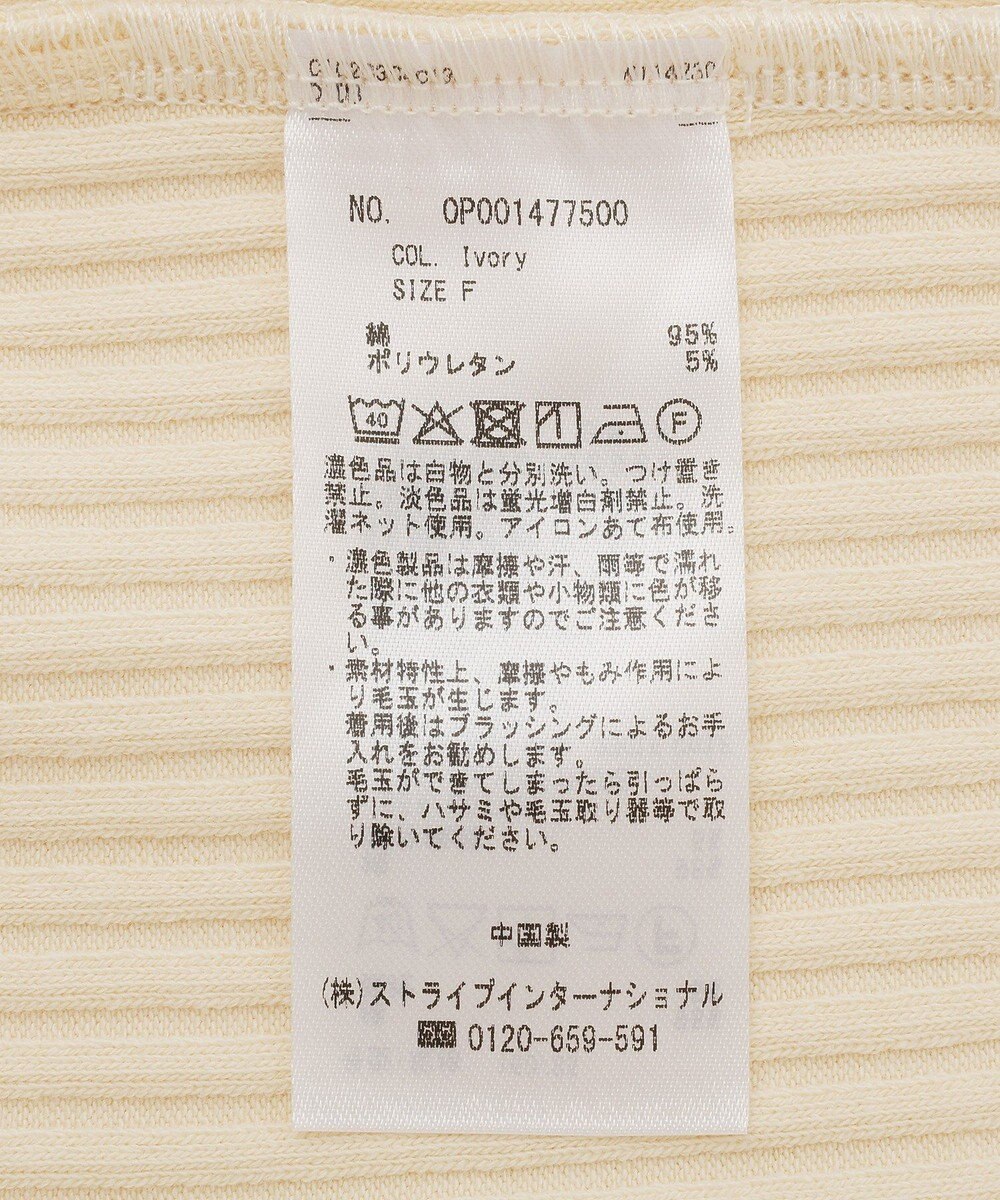 NO. OP001477500
COL. Ivory
SIZE F
綿 95%
ポリウレタン 5%
40 F
濃色品は白物と分別洗い。つけ置き
禁止。淡色品は蛍光増白剤禁止。洗
濯ネット使用。アイロンあて布使用。
・濃色製品は摩擦や汗、雨等で濡れ
た際に他の衣類や小物類に色が移
る事がありますのでご注意くださ
い。
・素材特性上、摩擦やもみ作用によ
り毛玉が生じます。
着用後はブラッシングによるお手
入れをお勧めします。
毛玉ができてしまったら引っぱら
ずに、ハサミや毛玉取り器等で取
り除いてください。
中国製
(株)ストライプインターナショナル
0120-659-591